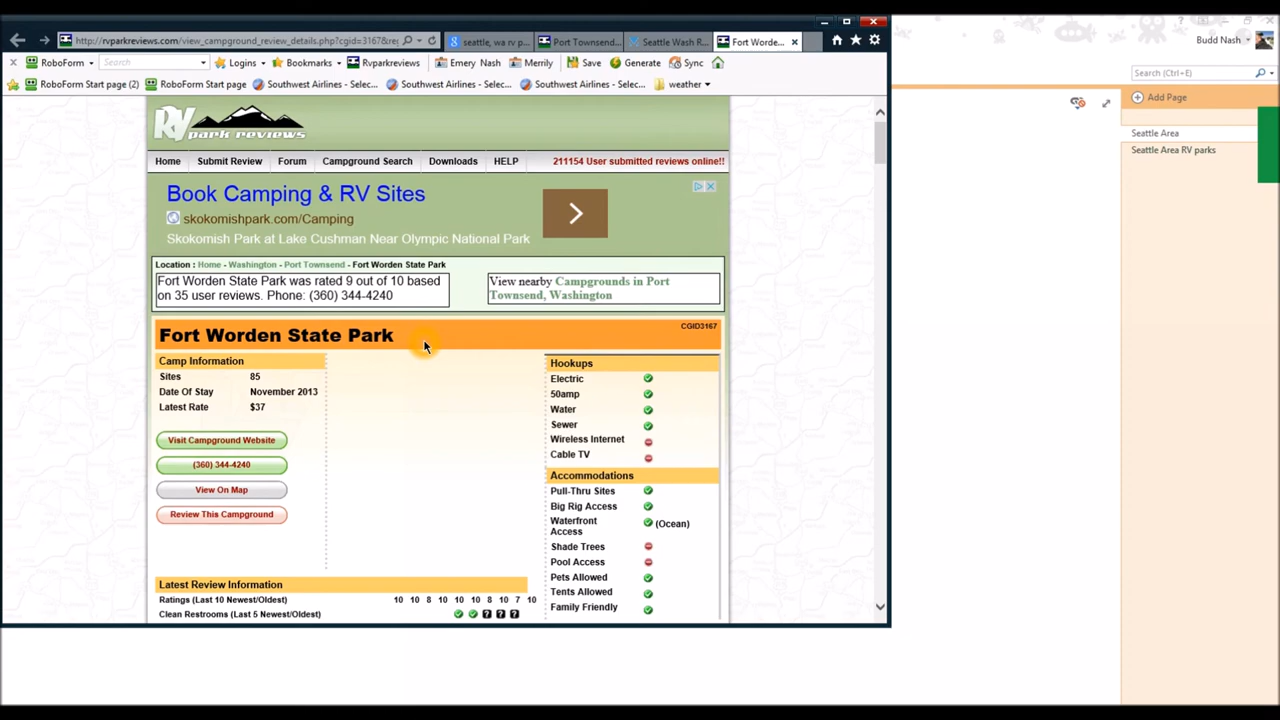 http://rvparkreviews.com/view_campground_review_details.php?cgid=3167&re
seattle, wa rv p...
Port Townsend...
Seattle Wash R...
Fort Worde...
Budd Nash
RoboForm
Search
Logins
Bookmarks
Rvparkreviews
Emery Nash
Merrily
Save
Generate
Sync
Search (Ctrl+E)
RoboForm Start page (2)
RoboForm Start page
Southwest Airlines - Selec...
Southwest Airlines - Selec...
Southwest Airlines - Selec...
weather
Add Page
Seattle Area
Seattle Area RV parks
RV park reviews
Home
Submit Review
Forum
Campground Search
Downloads
HELP
211154 User submitted reviews online!!
Book Camping & RV Sites
skokomishpark.com/Camping
Skokomish Park at Lake Cushman Near Olympic National Park
Location : Home - Washington - Port Townsend - Fort Worden State Park
Fort Worden State Park was rated 9 out of 10 based
on 35 user reviews. Phone: (360) 344-4240
View nearby Campgrounds in Port
Townsend, Washington
Fort Worden State Park
CGID3167
Camp Information
Sites 85
Date Of Stay November 2013
Latest Rate $37
Visit Campground Website
(360) 344-4240
View On Map
Review This Campground
Hookups
Electric
50amp
Water
Sewer
Wireless Internet
Cable TV
Accommodations
Pull-Thru Sites
Big Rig Access
Waterfront
Access
(Ocean)
Shade Trees
Pool Access
Pets Allowed
Tents Allowed
Family Friendly
Latest Review Information
Ratings (Last 10 Newest/Oldest) 10 10 8 10 10 10 8 10 7 10
Clean Restrooms (Last 5 Newest/Oldest) ? ? ?